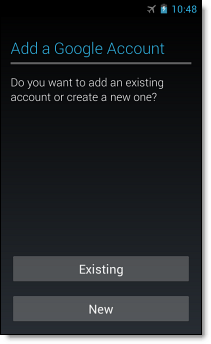 10:48
Add a Google Account
Do you want to add an existing
account or create a new one?
Existing
New